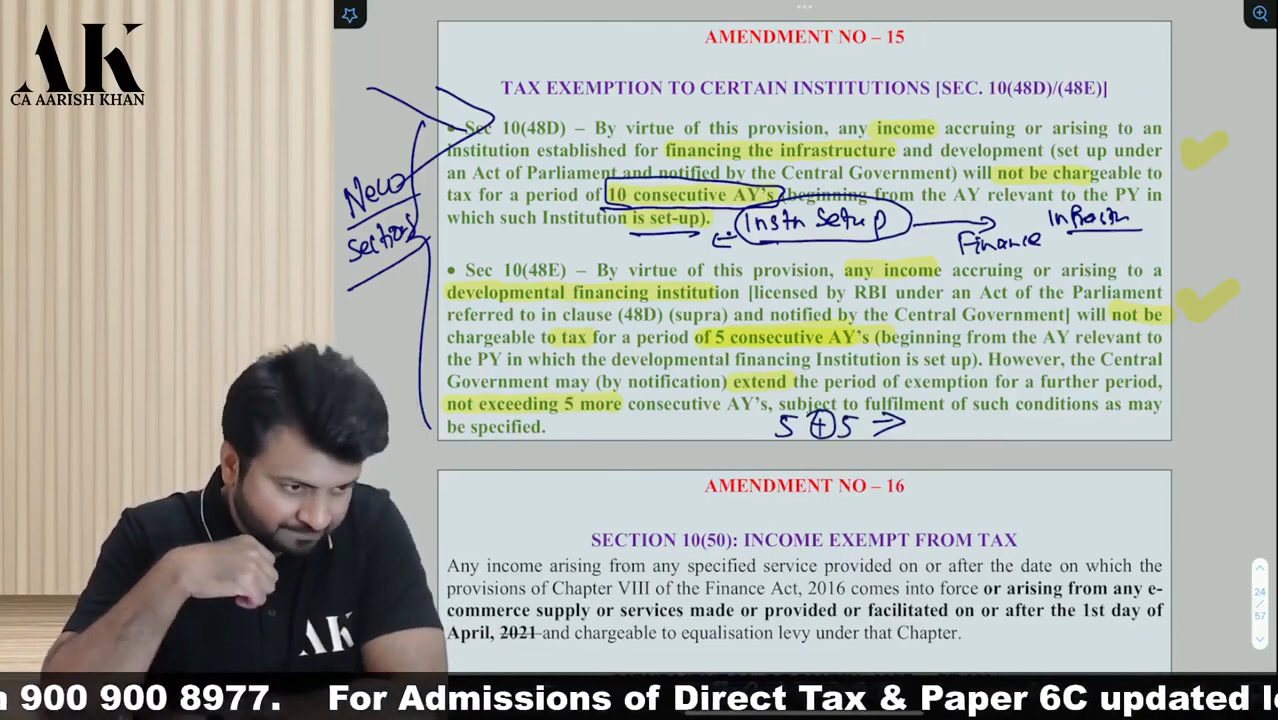 AK
CA AARISH KHAN
AMENDMENT NO – 15
TAX EXEMPTION TO CERTAIN INSTITUTIONS [SEC. 10(48D)/(48E)]
• Sec 10(48D) – By virtue of this provision, any income accruing or arising to an
institution established for financing the infrastructure and development (set up under
an Act of Parliament and notified by the Central Government) will not be chargeable to
tax for a period of 10 consecutive AY's (beginning from the AY relevant to the PY in
which such Institution is set-up).
Instn Setup
Finance
New
Sections
• Sec 10(48E) – By virtue of this provision, any income accruing or arising to a
developmental financing institution [licensed by RBI under an Act of the Parliament
referred to in clause (48D) (supra) and notified by the Central Government] will not be
chargeable to tax for a period of 5 consecutive AY's (beginning from the AY relevant to
the PY in which the developmental financing Institution is set up). However, the Central
Government may (by notification) extend the period of exemption for a further period,
not exceeding 5 more consecutive AY's, subject to fulfilment of such conditions as may
be specified.
5 + 5 ⇒
AMENDMENT NO – 16
SECTION 10(50): INCOME EXEMPT FROM TAX
Any income arising from any specified service provided on or after the date on which the
provisions of Chapter VIII of the Finance Act, 2016 comes into force or arising from any e-
commerce supply or services made or provided or facilitated on or after the 1st day of
April, 2021 and chargeable to equalisation levy under that Chapter.
24
57
AK
900 900 8977. For Admissions of Direct Tax & Paper 6C updated